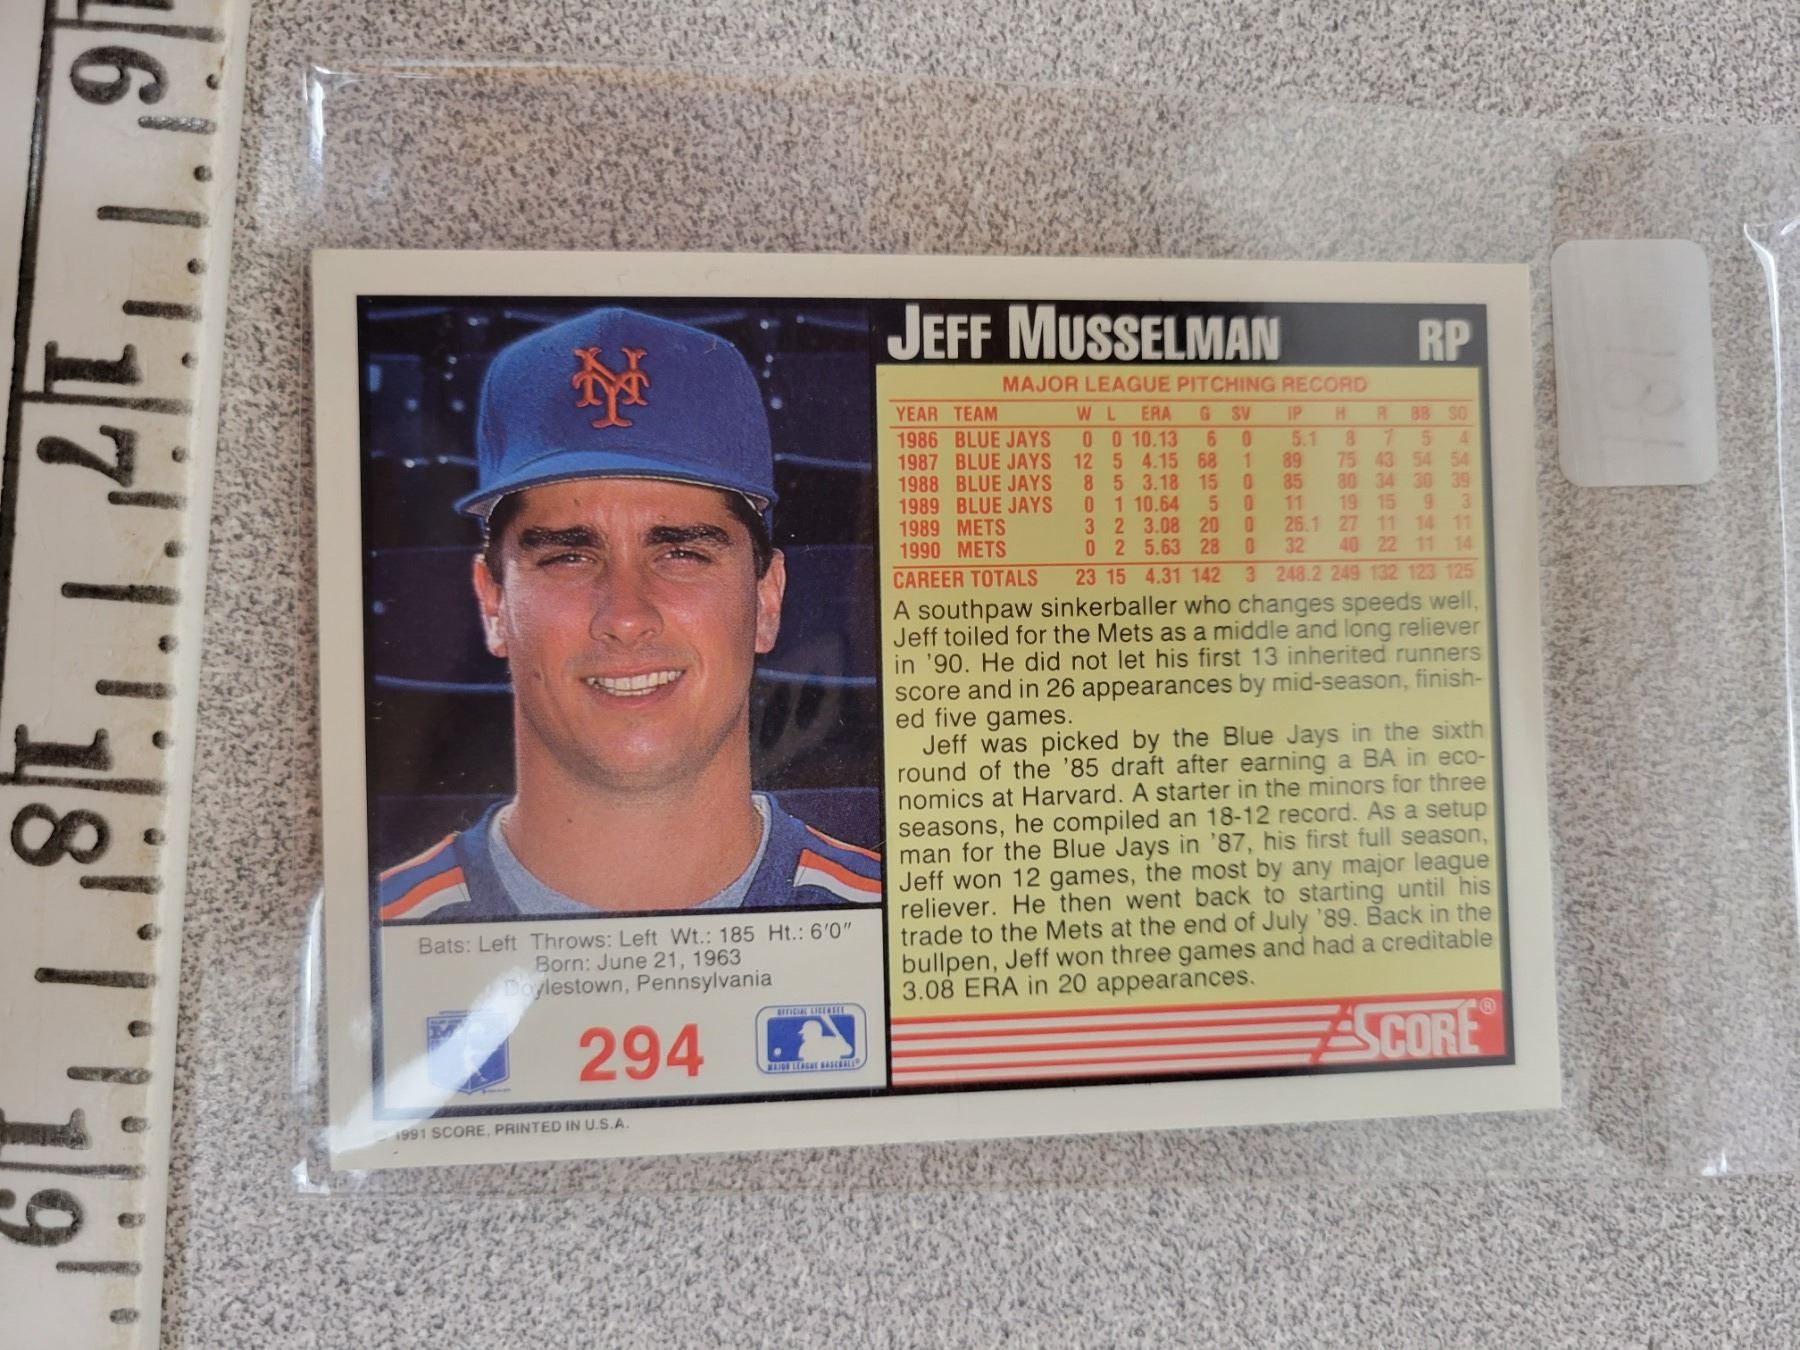 JEFF MUSSELMAN RP
MAJOR LEAGUE PITCHING RECORD
YEAR TEAM W L ERA G SV IP H R BB SO
1986 BLUE JAYS 0 0 10.13 6 0 5.1 8 7 5 4
1987 BLUE JAYS 12 5 4.15 68 1 89 75 43 54 54
1988 BLUE JAYS 8 5 3.18 15 0 85 80 34 30 39
1989 BLUE JAYS 0 1 10.64 5 0 11 19 15 9 3
1989 METS 3 2 3.08 20 0 26.1 27 11 14 11
1990 METS 0 2 5.63 28 0 32 40 22 11 14
CAREER TOTALS 23 15 4.31 142 3 248.2 249 132 123 125
A southpaw sinkerballer who changes speeds well,
Jeff toiled for the Mets as a middle and long reliever
in '90. He did not let his first 13 inherited runners
score and in 26 appearances by mid-season, finish-
ed five games.
Jeff was picked by the Blue Jays in the sixth
round of the '85 draft after earning a BA in eco-
nomics at Harvard. A starter in the minors for three
seasons, he compiled an 18-12 record. As a setup
man for the Blue Jays in '87, his first full season,
Jeff won 12 games, the most by any major league
reliever. He then went back to starting until his
trade to the Mets at the end of July '89. Back in the
bullpen, Jeff won three games and had a creditable
3.08 ERA in 20 appearances.
SCORE®
NY
Bats: Left Throws: Left Wt.: 185 Ht.: 6'0"
Born: June 21, 1963
Doylestown, Pennsylvania
294
OFFICIAL LICENSEE
MAJOR LEAGUE BASEBALL®
1991 SCORE, PRINTED IN U.S.A.
17
18
19
181